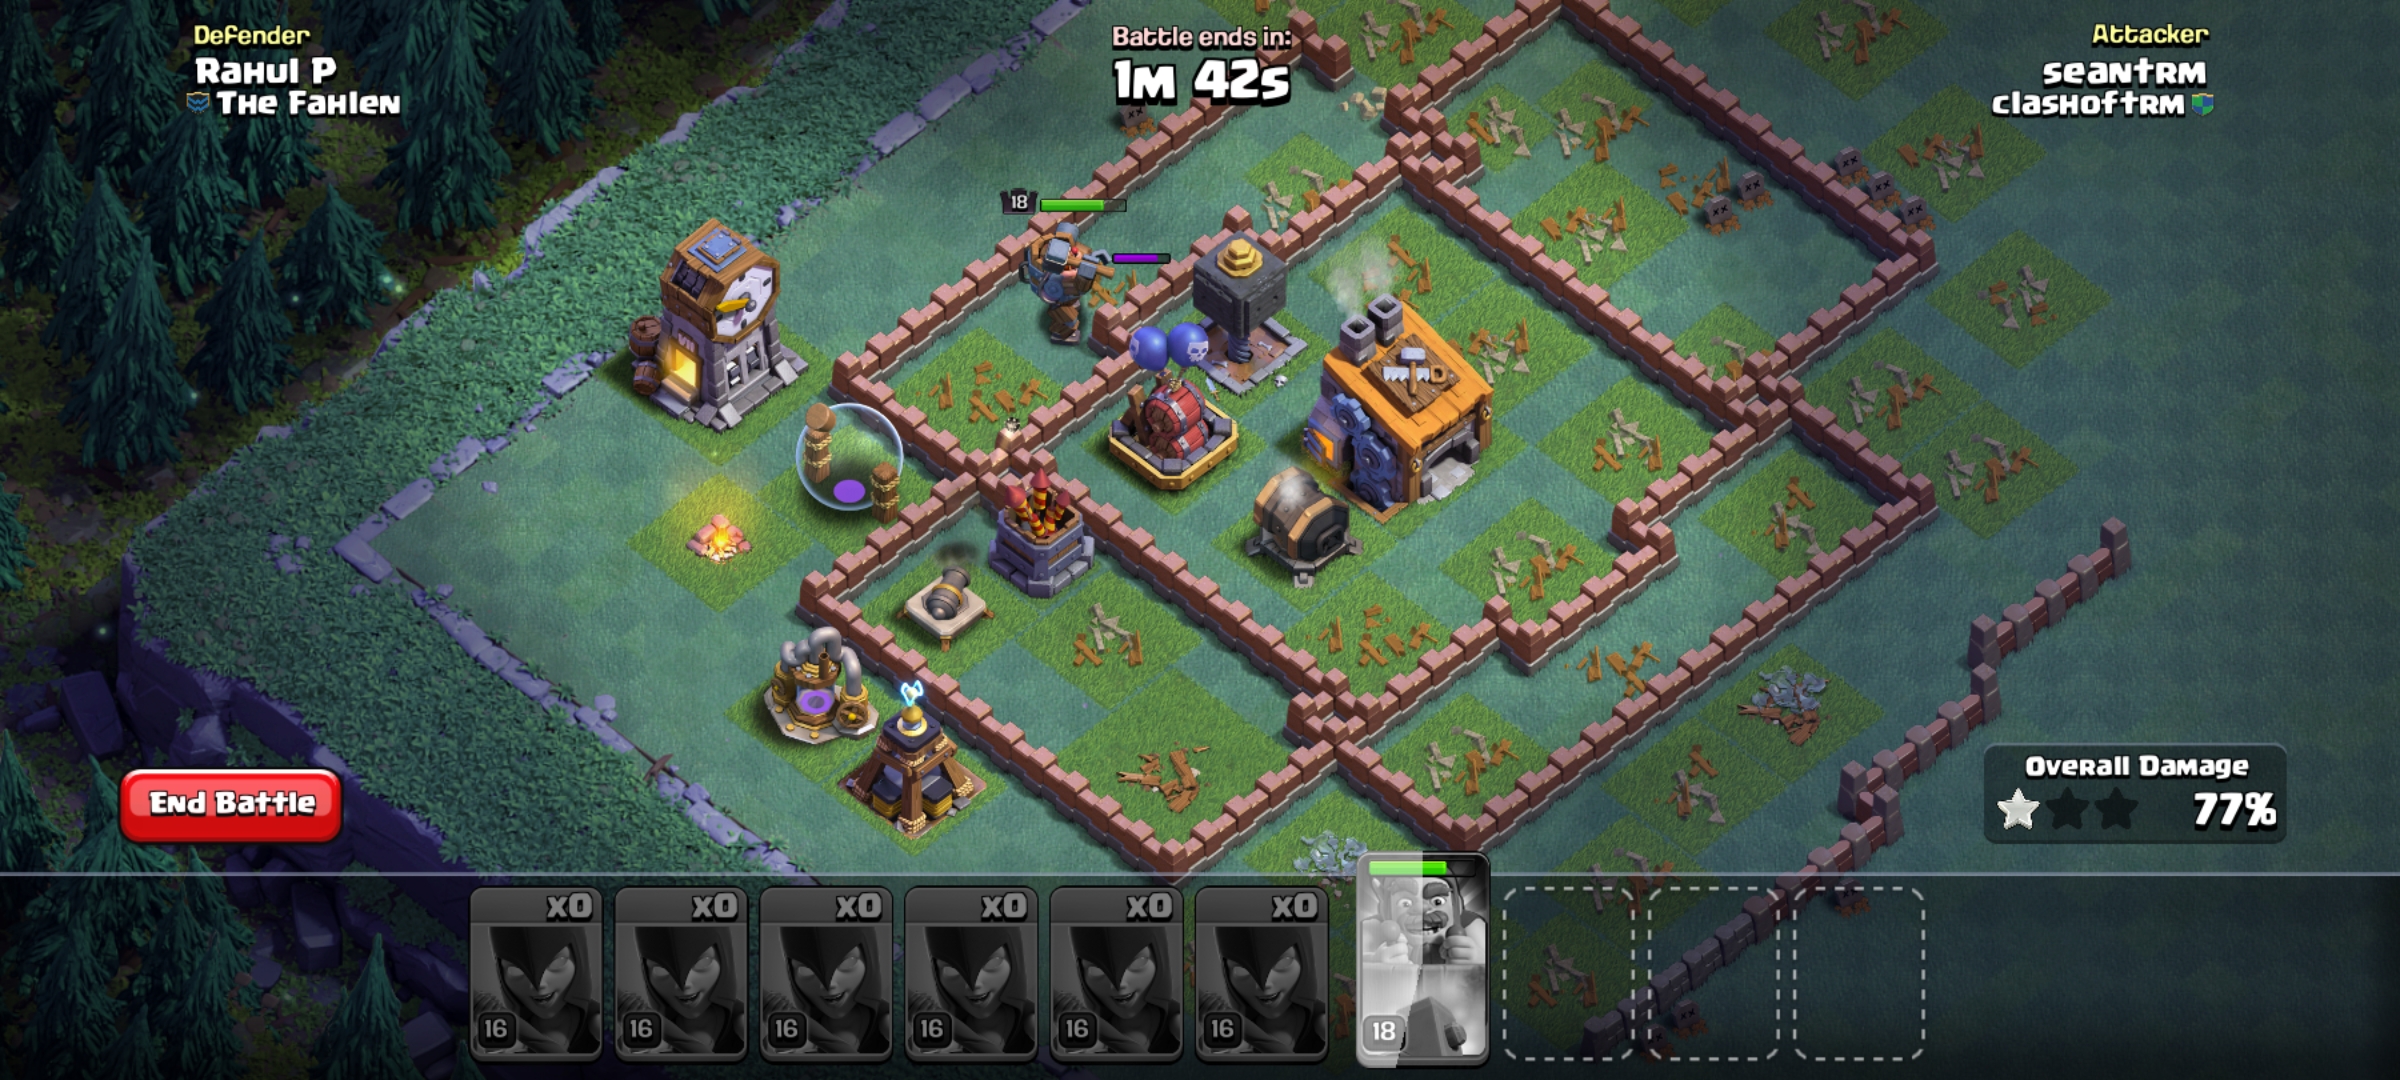 Defender
Rahul P
The Fahlen
Battle ends in:
1M 42s
Attacker
seantRM
clashoftRM
18
VII
End Battle
Overall Damage
77%
x0
x0
x0
x0
x0
x0
16
16
16
16
16
16
18